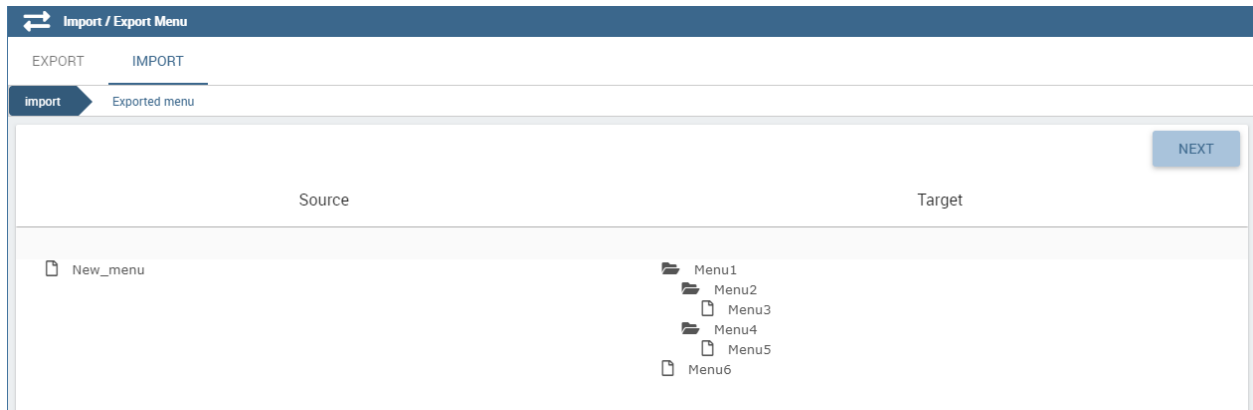 Import / Export Menu
EXPORT IMPORT
import Exported menu
NEXT
Source Target
New_menu Menu1
Menu2
Menu3
Menu4
Menu5
Menu6